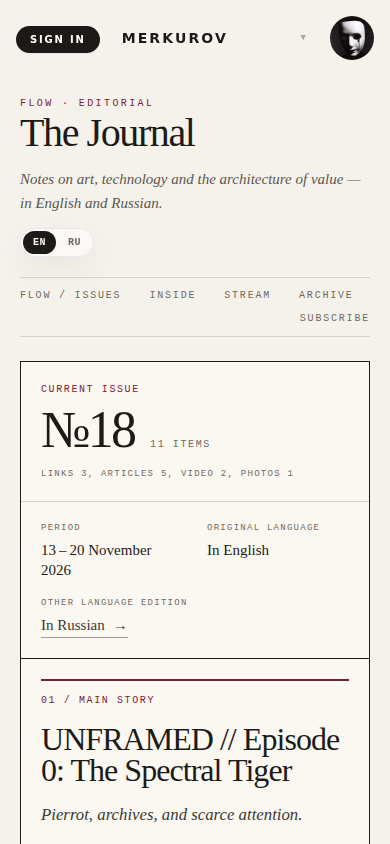 SIGN IN
MERKUROV
▼
FLOW · EDITORIAL
The Journal
Notes on art, technology and the architecture of value —
in English and Russian.
EN RU
FLOW / ISSUES INSIDE STREAM ARCHIVE
SUBSCRIBE
CURRENT ISSUE
№18 11 ITEMS
LINKS 3, ARTICLES 5, VIDEO 2, PHOTOS 1
PERIOD ORIGINAL LANGUAGE
13 – 20 November In English
2026
OTHER LANGUAGE EDITION
In Russian →
01 / MAIN STORY
UNFRAMED // Episode
0: The Spectral Tiger
Pierrot, archives, and scarce attention.